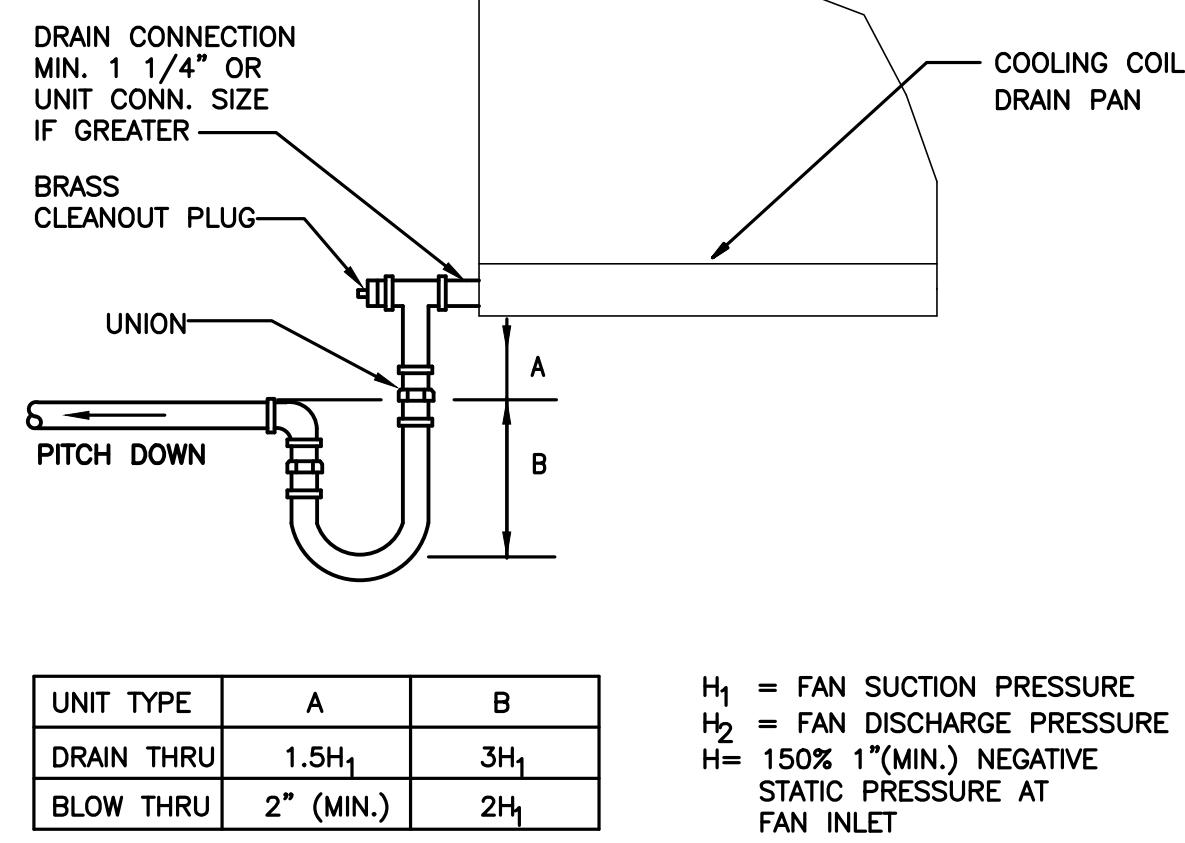 DRAIN CONNECTION
MIN. 1 1/4" OR
UNIT CONN. SIZE
IF GREATER
COOLING COIL
DRAIN PAN
BRASS
CLEANOUT PLUG
UNION
A
PITCH DOWN
B
UNIT TYPE A B
DRAIN THRU 1.5H1 3H1
BLOW THRU 2" (MIN.) 2H1
H1 = FAN SUCTION PRESSURE
H2 = FAN DISCHARGE PRESSURE
H= 150% 1"(MIN.) NEGATIVE
STATIC PRESSURE AT
FAN INLET